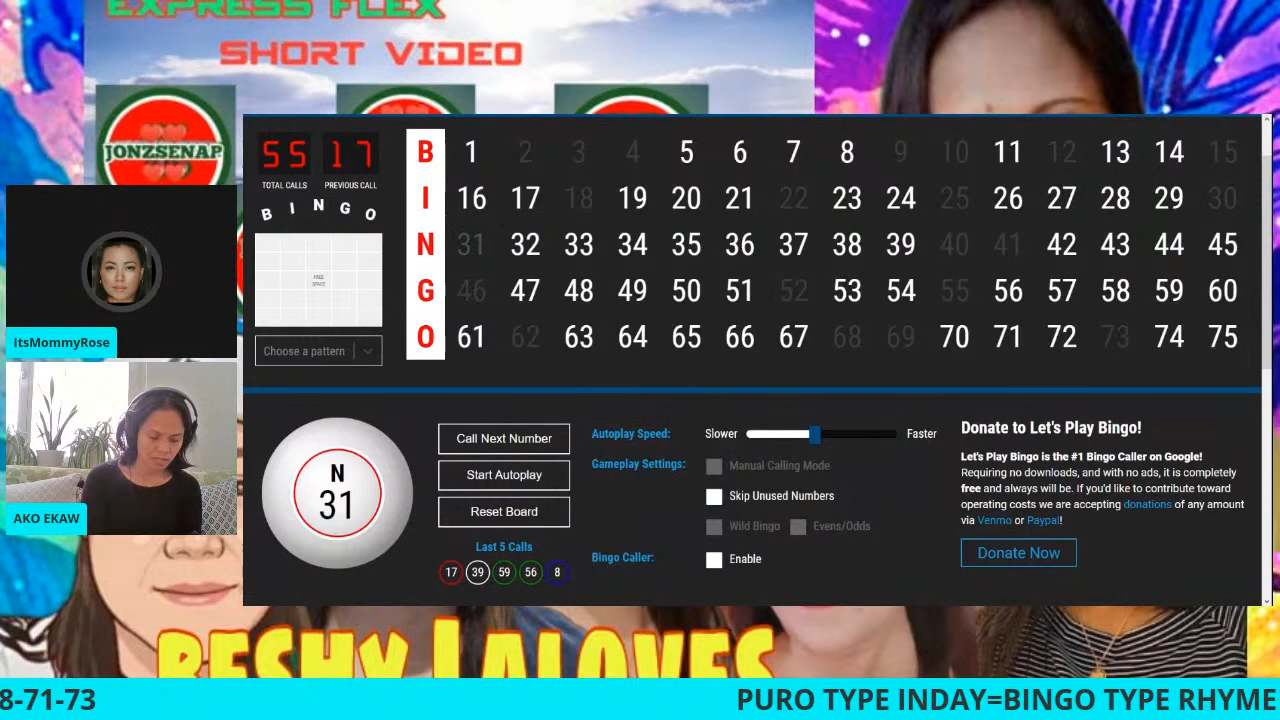 EXPRESS FLEX
SHORT VIDEO
JONZSENAP
55 17
TOTAL CALLS PREVIOUS CALL
B I N G O
FREE
SPACE
Choose a pattern
B 1 2 3 4 5 6 7 8 9 10 11 12 13 14 15
I 16 17 18 19 20 21 22 23 24 25 26 27 28 29 30
N 31 32 33 34 35 36 37 38 39 40 41 42 43 44 45
G 46 47 48 49 50 51 52 53 54 55 56 57 58 59 60
O 61 62 63 64 65 66 67 68 69 70 71 72 73 74 75
ItsMommyRose
AKO EKAW
N
31
Call Next Number
Start Autoplay
Reset Board
Last 5 Calls
17 39 59 56 8
Autoplay Speed: Slower Faster
Gameplay Settings: Manual Calling Mode
Skip Unused Numbers
Wild Bingo Evens/Odds
Bingo Caller: Enable
Donate to Let's Play Bingo!
Let's Play Bingo is the #1 Bingo Caller on Google!
Requiring no downloads, and with no ads, it is completely
free and always will be. If you'd like to contribute toward
operating costs we are accepting donations of any amount
via Venmo or Paypal!
Donate Now
BESHY LALOVES
8-71-73 PURO TYPE INDAY=BINGO TYPE RHYME